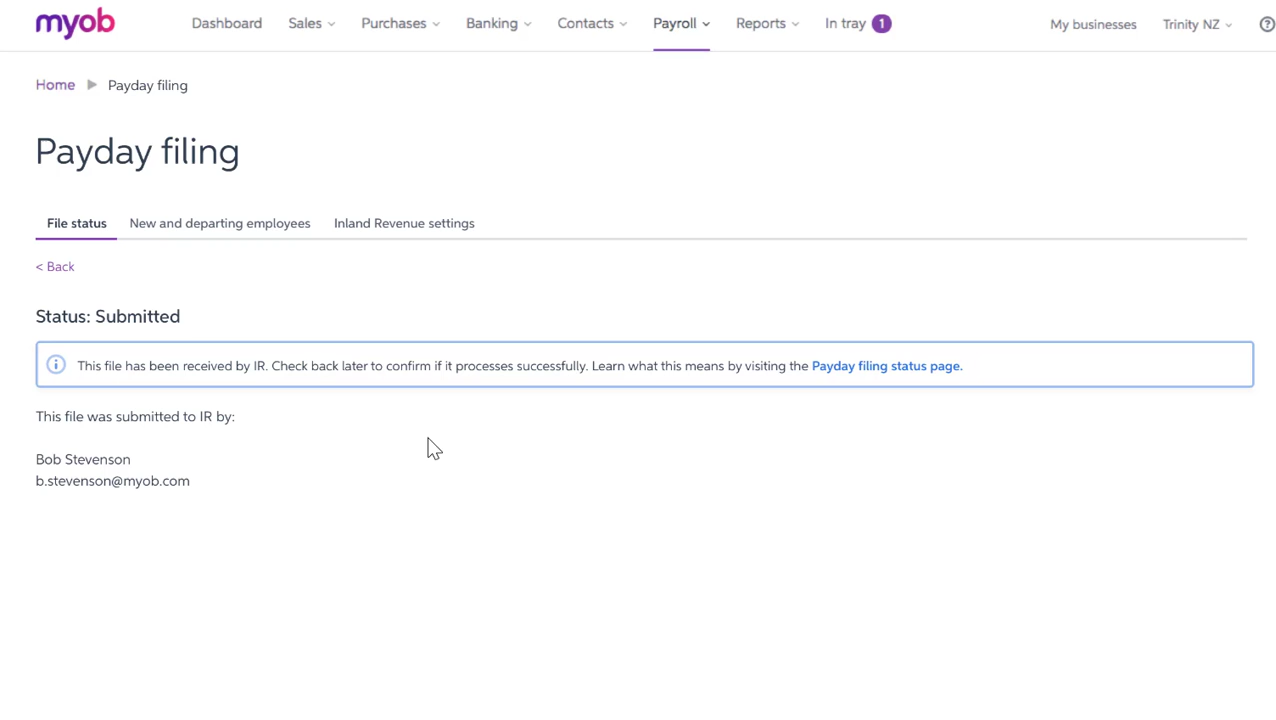 myob Dashboard Sales Purchases Banking Contacts Payroll Reports In tray 1 My businesses Trinity NZ ?
Home Payday filing
Payday filing
File status New and departing employees Inland Revenue settings
< Back
Status: Submitted
This file has been received by IR. Check back later to confirm if it processes successfully. Learn what this means by visiting the Payday filing status page.
This file was submitted to IR by:
Bob Stevenson
b.stevenson@myob.com